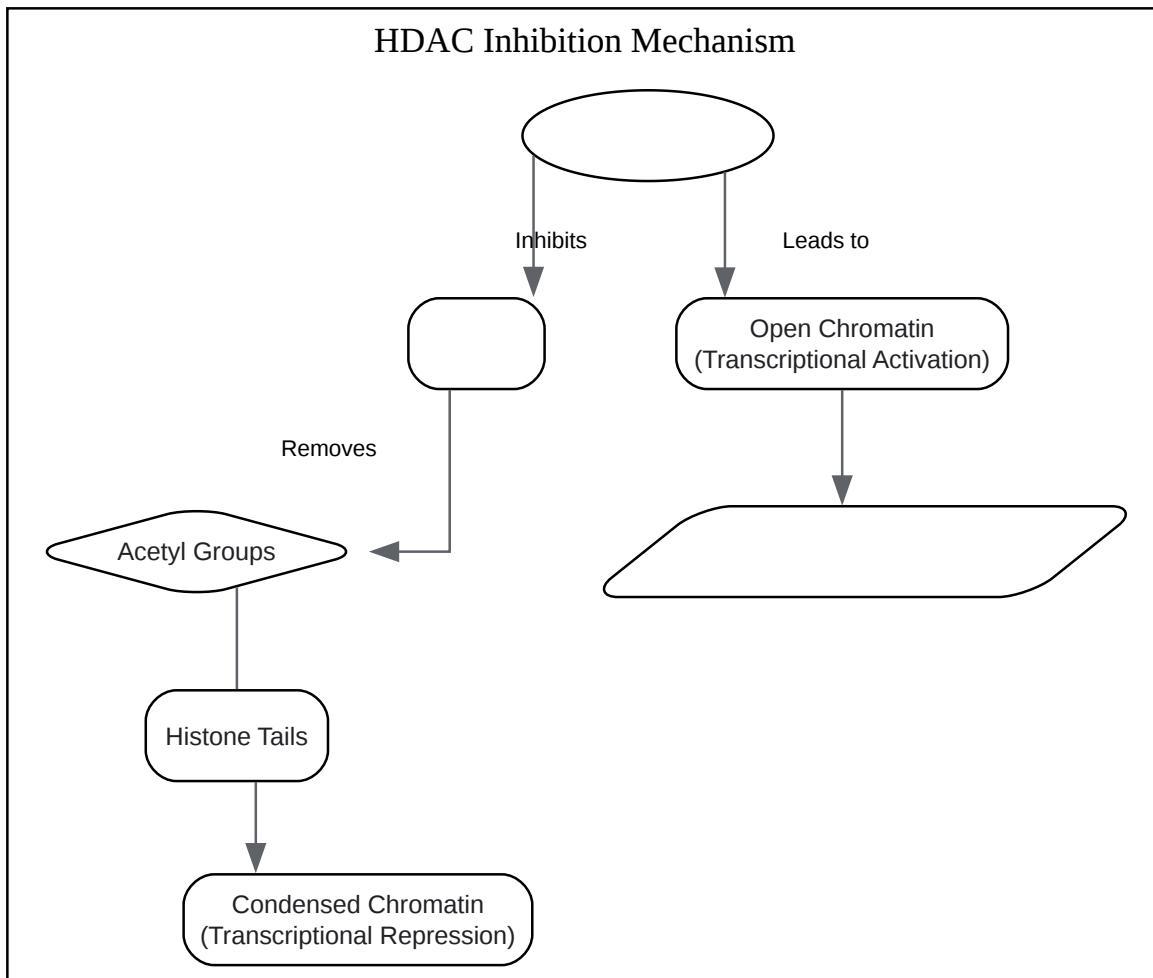 HDAC Inhibition Mechanism
Inhibits
Leads to
Open Chromatin
(Transcriptional Activation)
Removes
Acetyl Groups
Histone Tails
Condensed Chromatin
(Transcriptional Repression)